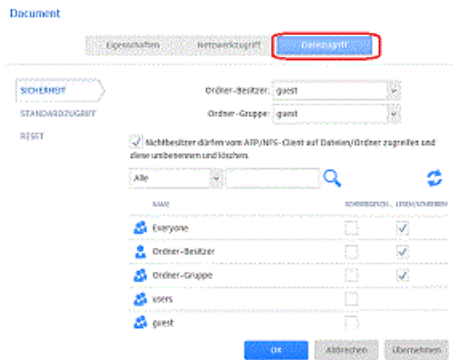 Document
Eigenschaften Netzwerkzugriff Dateizugriff
SICHERHEIT
STANDARDZUGRIFF
RESET
Ordner-Besitzer: guest
Ordner-Gruppe: guest
Nichtbesitzer dürfen vom AFP/NFS-Client auf Dateien/Ordner zugreifen und
diese umbenennen und löschen.
Alle
NAME LESEN/SCHREIBEN
Everyone
Ordner-Besitzer
Ordner-Gruppe
users
guest
OK Abbrechen Übernehmen